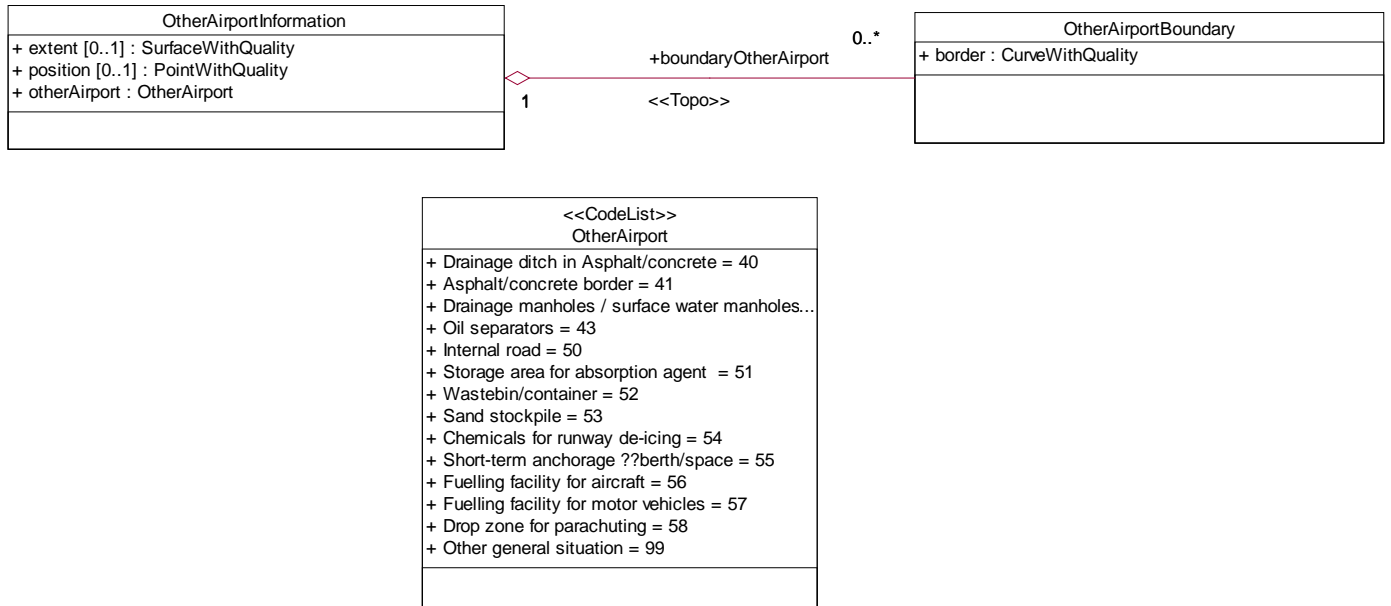 OtherAirportInformation
+ extent [0..1] : SurfaceWithQuality
+ position [0..1] : PointWithQuality
+ otherAirport : OtherAirport
+boundaryOtherAirport
0..*
1
<<Topo>>
OtherAirportBoundary
+ border : CurveWithQuality
<<CodeList>>
OtherAirport
+ Drainage ditch in Asphalt/concrete = 40
+ Asphalt/concrete border = 41
+ Drainage manholes / surface water manholes...
+ Oil separators = 43
+ Internal road = 50
+ Storage area for absorption agent  = 51
+ Wastebin/container = 52
+ Sand stockpile = 53
+ Chemicals for runway de-icing = 54
+ Short-term anchorage ??berth/space = 55
+ Fuelling facility for aircraft = 56
+ Fuelling facility for motor vehicles = 57
+ Drop zone for parachuting = 58
+ Other general situation = 99